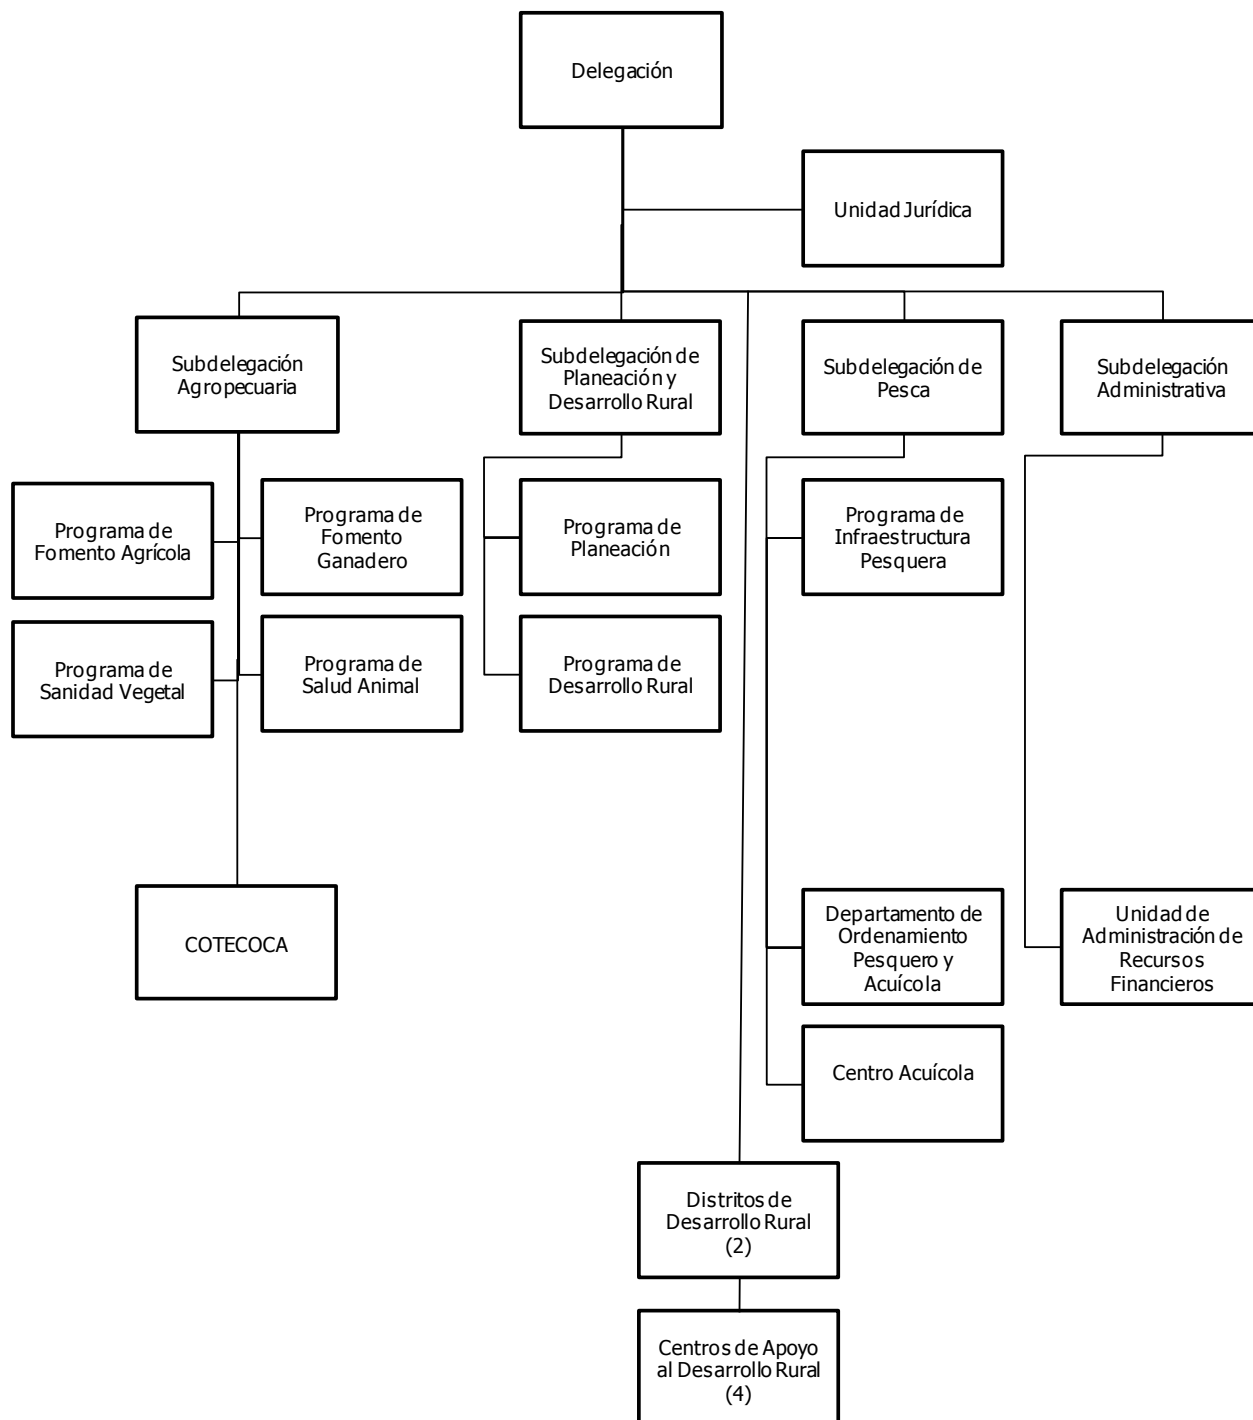 Delegación
Unidad Jurídica
Subdelegación
Agropecuaria
Subdelegación de
Planeación y
Desarrollo Rural
Subdelegación de
Pesca
Subdelegación
Administrativa
Programa de
Fomento Agrícola
Programa de
Fomento
Ganadero
Programa de
Planeación
Programa de
Infraestructura
Pesquera
Programa de
Sanidad Vegetal
Programa de
Salud Animal
Programa de
Desarrollo Rural
COTECOCA
Departamento de
Ordenamiento
Pesquero y
Acuícola
Unidad de
Administración de
Recursos
Financieros
Centro Acuícola
Distritos de
Desarrollo Rural
(2)
Centros de Apoyo
al Desarrollo Rural
(4)